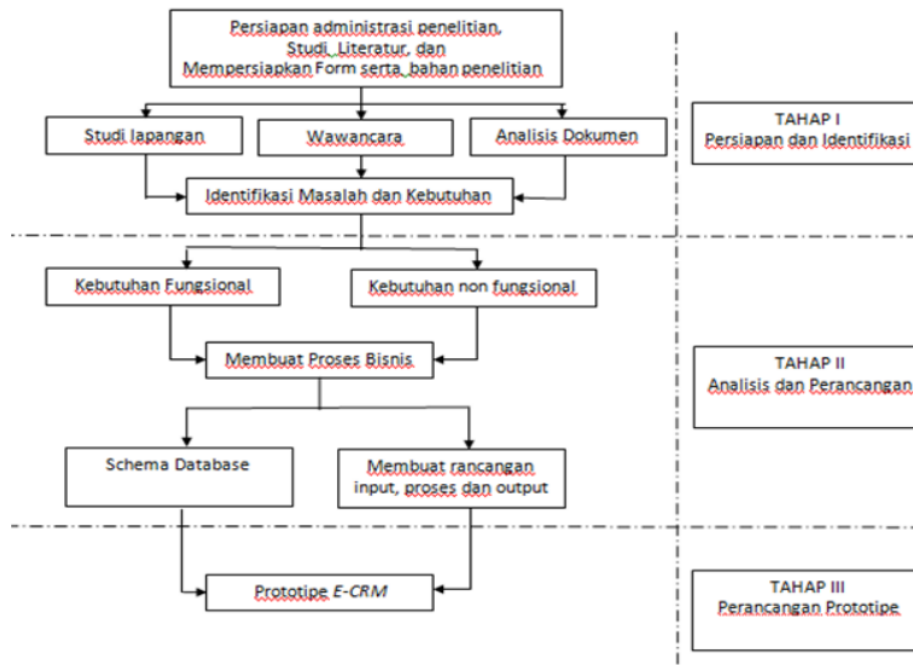 Persiapan administrasi penelitian,
Studi Literatur, dan
Mempersiapkan Form serta bahan penelitian
Studi lapangan
Wawancara
Analisis Dokumen
TAHAP I
Persiapan dan Identifikasi
Identifikasi Masalah dan Kebutuhan
Kebutuhan Fungsional
Kebutuhan non fungsional
Membuat Proses Bisnis
TAHAP II
Analisis dan Perancangan
Schema Database
Membuat rancangan
input, proses dan output
Prototipe E-CRM
TAHAP III
Perancangan Prototipe